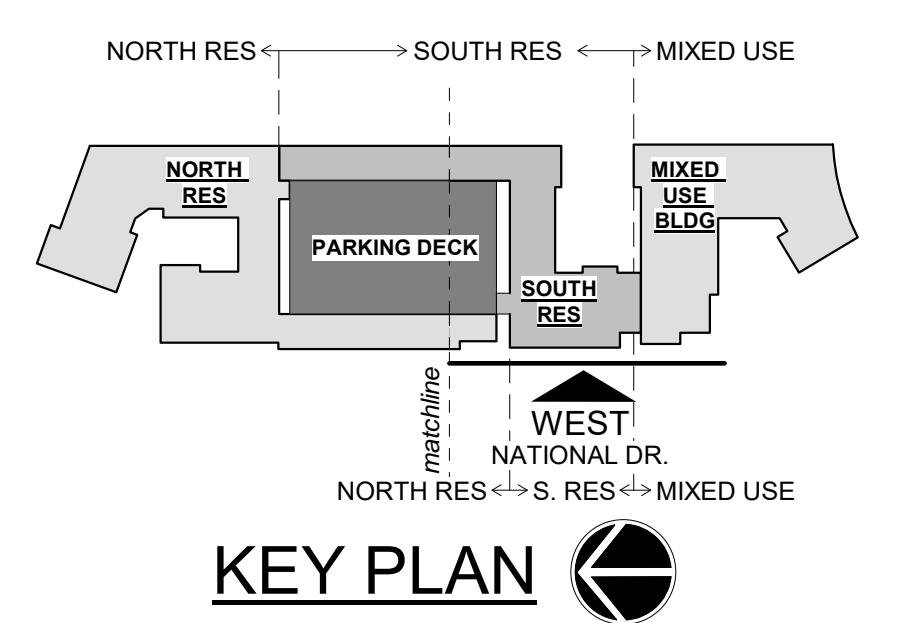 NORTH RES SOUTH RES MIXED USE
NORTH
RES
MIXED
USE
BLDG
PARKING DECK
SOUTH
RES
matchline
WEST
NATIONAL DR.
NORTH RES S. RES MIXED USE
KEY PLAN